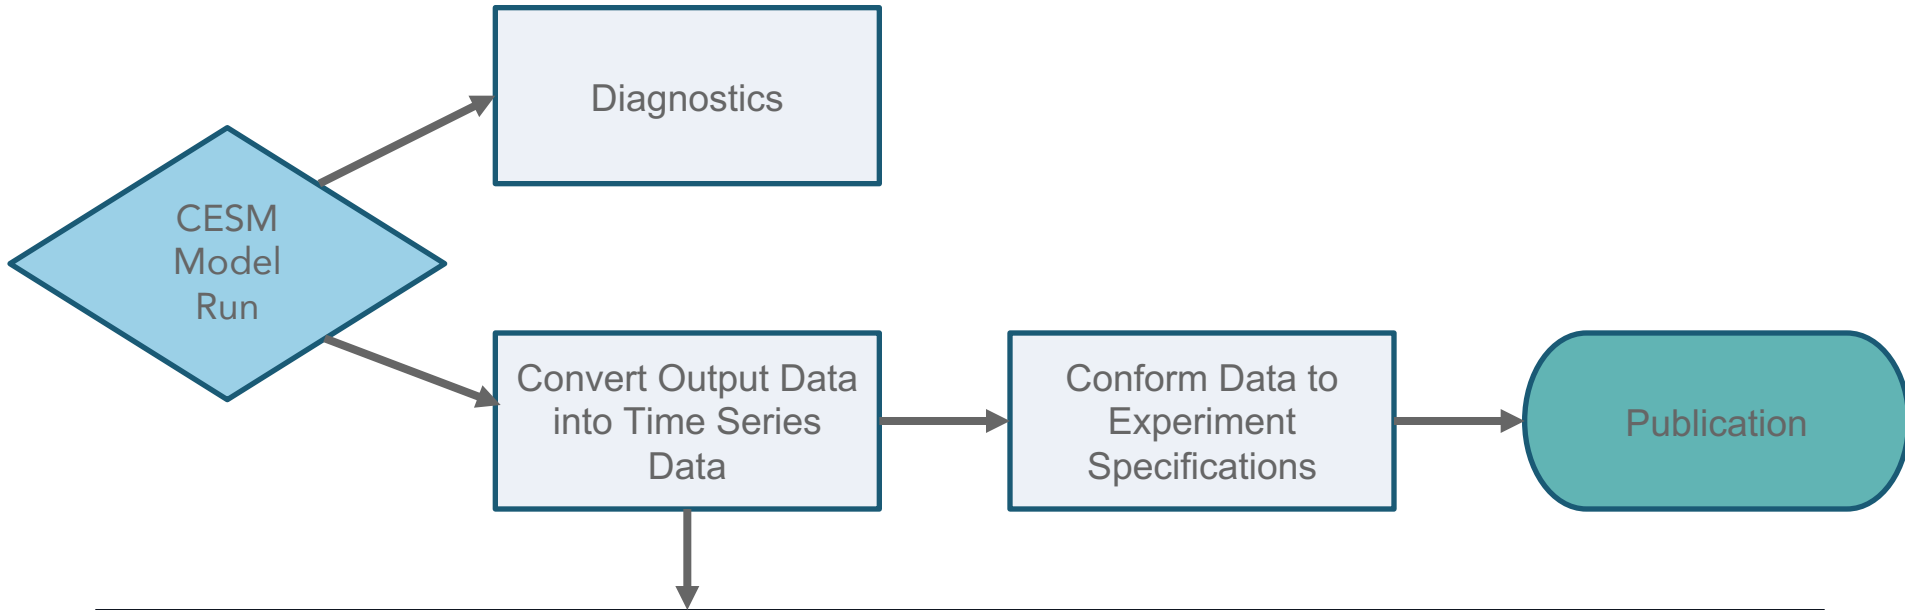 Diagnostics
CESM
Model
Run
Convert Output Data
into Time Series
Data
Conform Data to
Experiment
Specifications
Publication